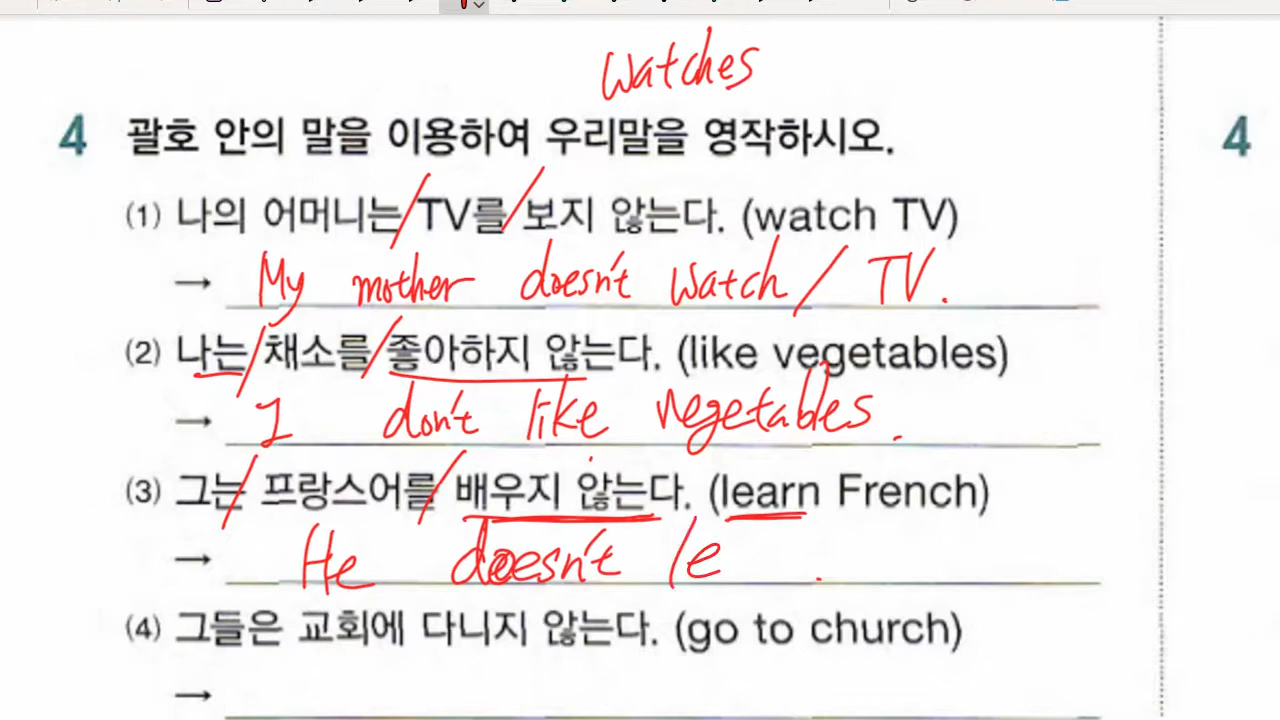 watches
4 괄호 안의 말을 이용하여 우리말을 영작하시오.
4
(1) 나의 어머니는/TV를/보지 않는다. (watch TV)
→ My mother doesn't watch / TV.
(2) 나는/채소를/좋아하지 않는다. (like vegetables)
→ I don't like vegetables.
(3) 그는/프랑스어를/배우지 않는다. (learn French)
→ He doesn't le .
(4) 그들은 교회에 다니지 않는다. (go to church)
→